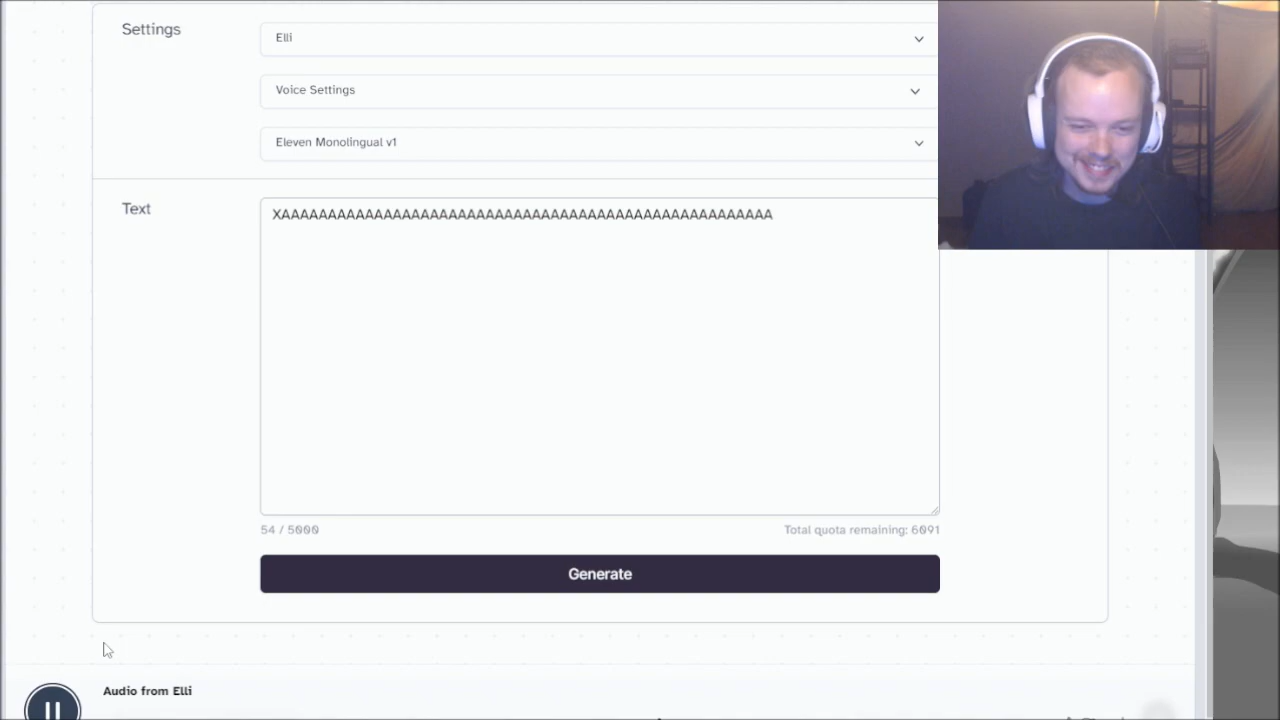 Settings
Elli
Voice Settings
Eleven Monolingual v1
Text
XAAAAAAAAAAAAAAAAAAAAAAAAAAAAAAAAAAAAAAAAAAAAAAAAAAAAA
54 / 5000
Total quota remaining: 6091
Generate
Audio from Elli